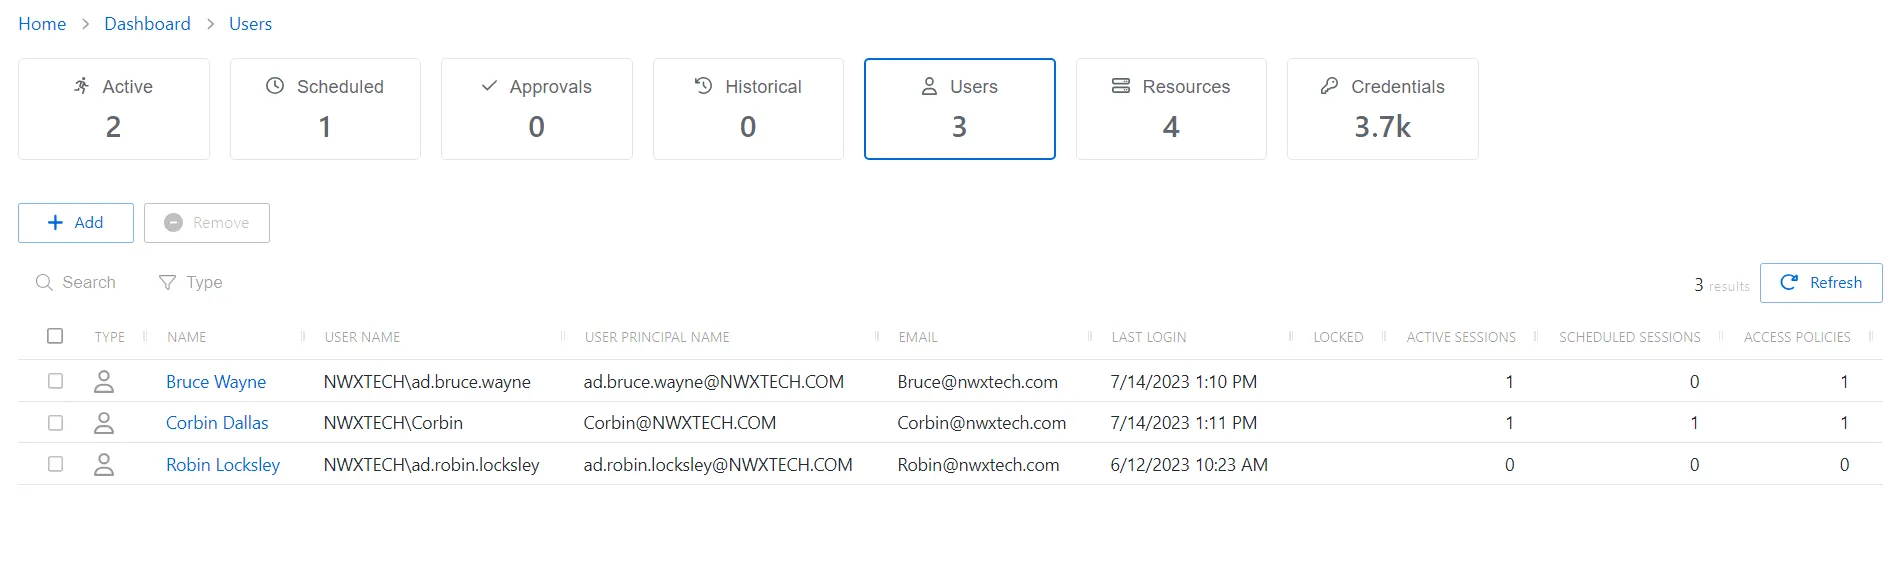 Home > Dashboard > Users
Active Scheduled Approvals Historical Users Resources Credentials
2 1 0 0 3 4 3.7k
Add Remove
Search Type 3 results Refresh
TYPE NAME USER NAME USER PRINCIPAL NAME EMAIL LAST LOGIN LOCKED ACTIVE SESSIONS SCHEDULED SESSIONS ACCESS POLICIES
Bruce Wayne NWXTECH\ad.bruce.wayne ad.bruce.wayne@NWXTECH.COM Bruce@nwxtech.com 7/14/2023 1:10 PM 1 0 1
Corbin Dallas NWXTECH\Corbin Corbin@NWXTECH.COM Corbin@nwxtech.com 7/14/2023 1:11 PM 1 1 1
Robin Locksley NWXTECH\ad.robin.locksley ad.robin.locksley@NWXTECH.COM Robin@nwxtech.com 6/12/2023 10:23 AM 0 0 0